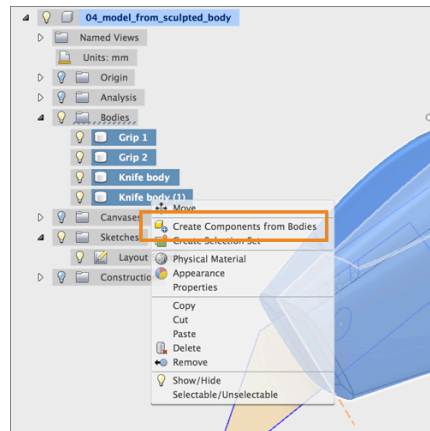 04_model_from_sculpted_body
Named Views
Units: mm
Origin
Analysis
Bodies
Grip 1
Grip 2
Knife body
Knife body (1)
Move
Canvases
Create Components from Bodies
Create Selection Set
Sketches
Layout
Physical Material
Appearance
Constructio
Properties
Copy
Cut
Paste
Delete
Remove
Show/Hide
Selectable/Unselectable